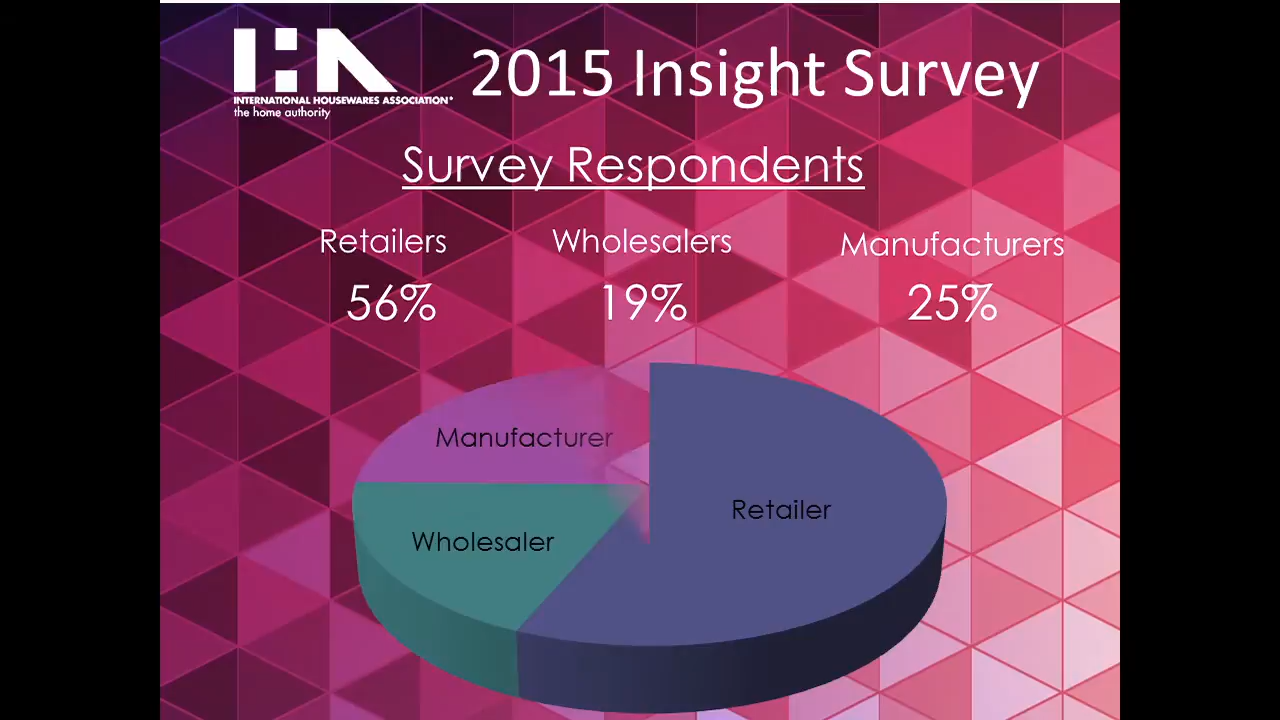 IHA
INTERNATIONAL HOUSEWARES ASSOCIATION®
the home authority
2015 Insight Survey
Survey Respondents
Retailers Wholesalers Manufacturers
56% 19% 25%
Manufacturer
Retailer
Wholesaler